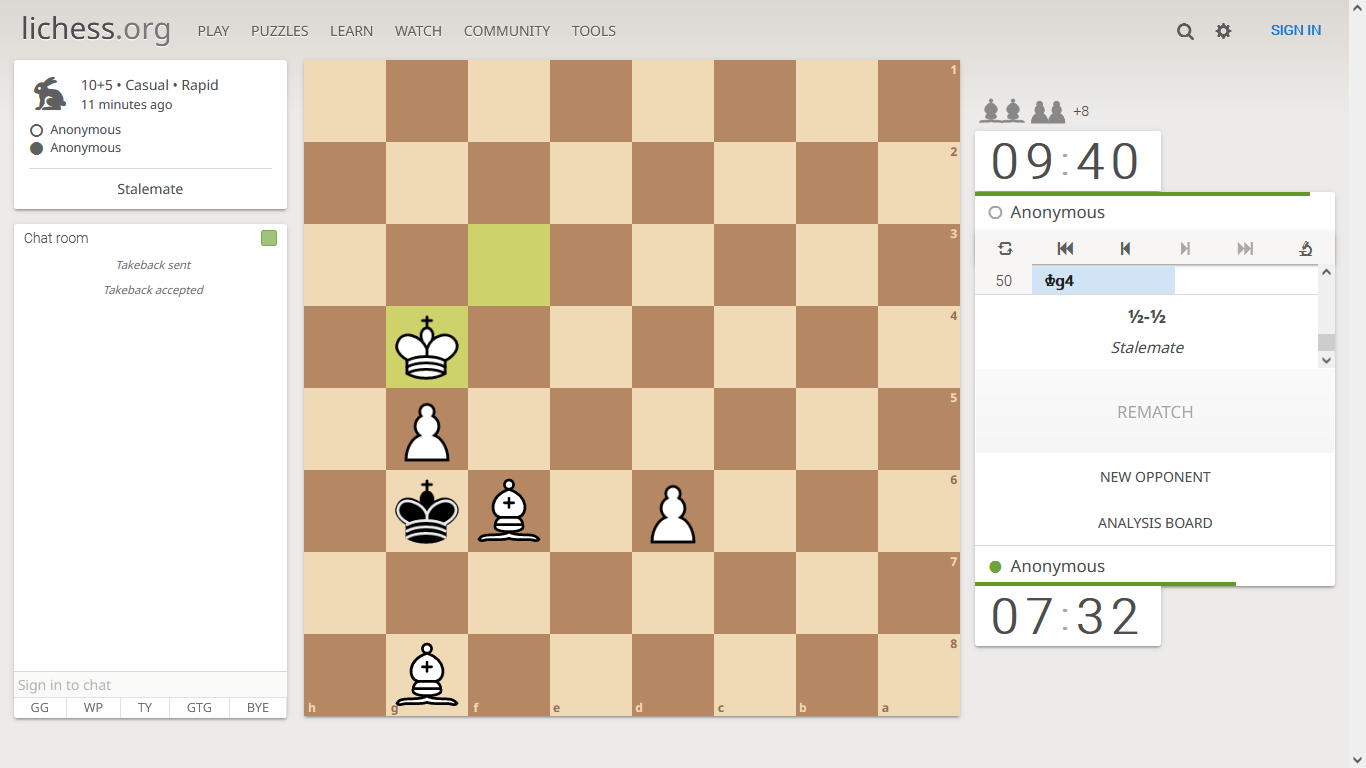 lichess.org PLAY PUZZLES LEARN WATCH COMMUNITY TOOLS SIGN IN
10+5 • Casual • Rapid
11 minutes ago
Anonymous
Anonymous
Stalemate
Chat room
Takeback sent
Takeback accepted
Sign in to chat
GG WP TY GTG BYE
1
2
3
4
5
6
7
8
h g f e d c b a
+8
09:40
Anonymous
50 ♔g4
½-½
Stalemate
REMATCH
NEW OPPONENT
ANALYSIS BOARD
Anonymous
07:32